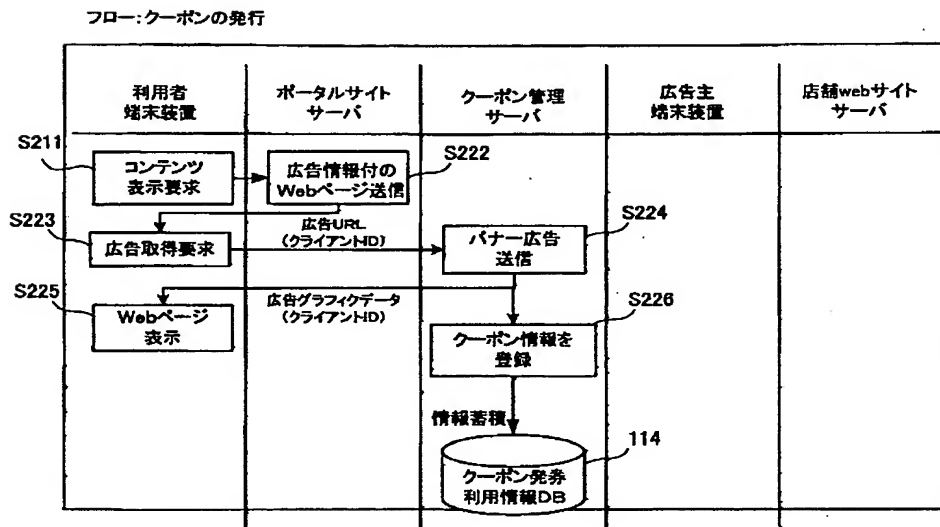 フロー:クーポンの発行
利用者
端末装置
ポータルサイト
サーバ
クーポン管理
サーバ
広告主
端末装置
店舗webサイト
サーバ
S211
コンテンツ
表示要求
広告情報付の
Webページ送信
S222
S223
広告取得要求
広告URL
(クライアントID)
バナー広告
送信
S224
S225
Webページ
表示
広告グラフィクデータ
(クライアントID)
S226
クーポン情報を
登録
情報蓄積
114
クーポン発券
利用情報DB